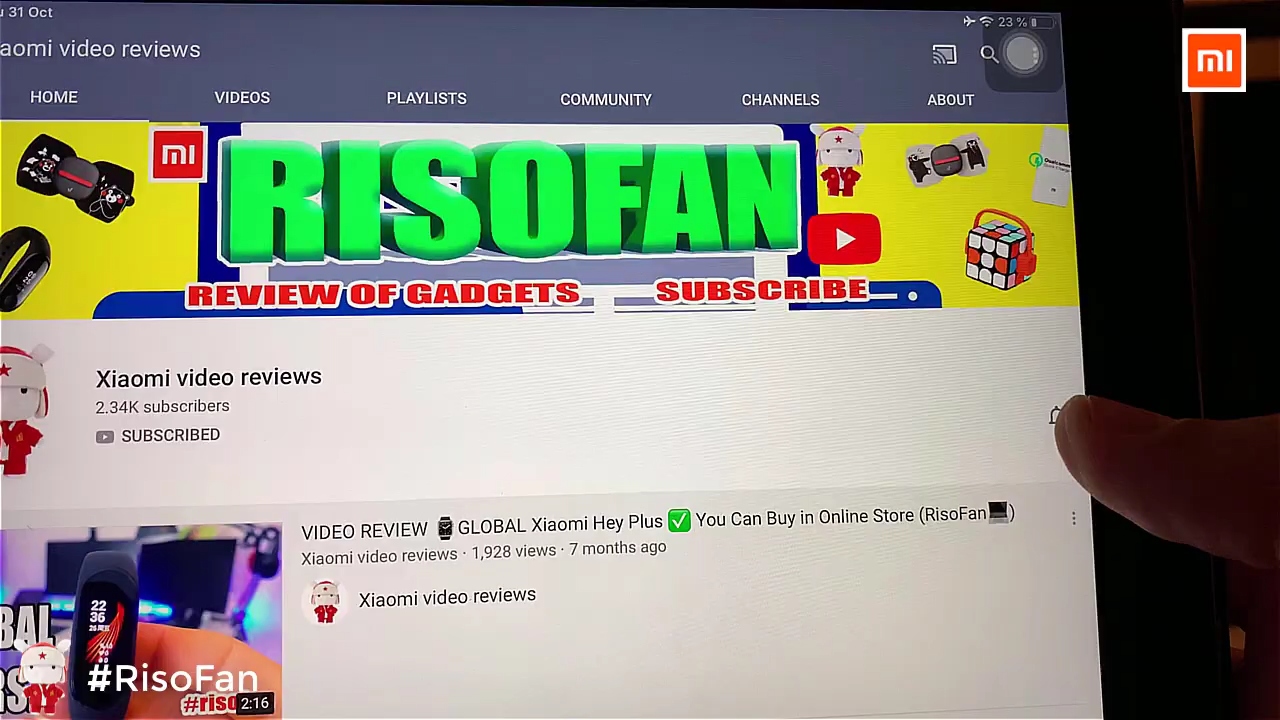 u 31 Oct
23 %
aomi video reviews
mi
HOME
VIDEOS
PLAYLISTS
COMMUNITY
CHANNELS
ABOUT
mi
RISOFAN
REVIEW OF GADGETS
SUBSCRIBE
Xiaomi video reviews
2.34K subscribers
SUBSCRIBED
VIDEO REVIEW ⌚GLOBAL Xiaomi Hey Plus ✅ You Can Buy in Online Store (RisoFan💻)
Xiaomi video reviews · 1,928 views · 7 months ago
Xiaomi video reviews
22
36
BAL
#RisoFan
#riso
2:16